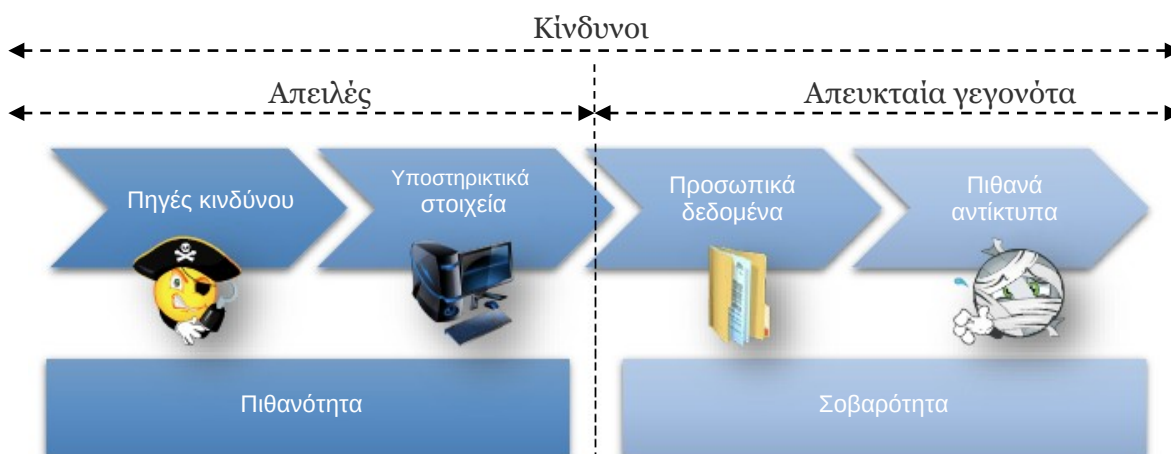 Κίνδυνοι
Απειλές
Απευκταία γεγονότα
Πηγές κινδύνου
Υποστηρικτικά
στοιχεία
Προσωπικά
δεδομένα
Πιθανά
αντίκτυπα
Πιθανότητα
Σοβαρότητα